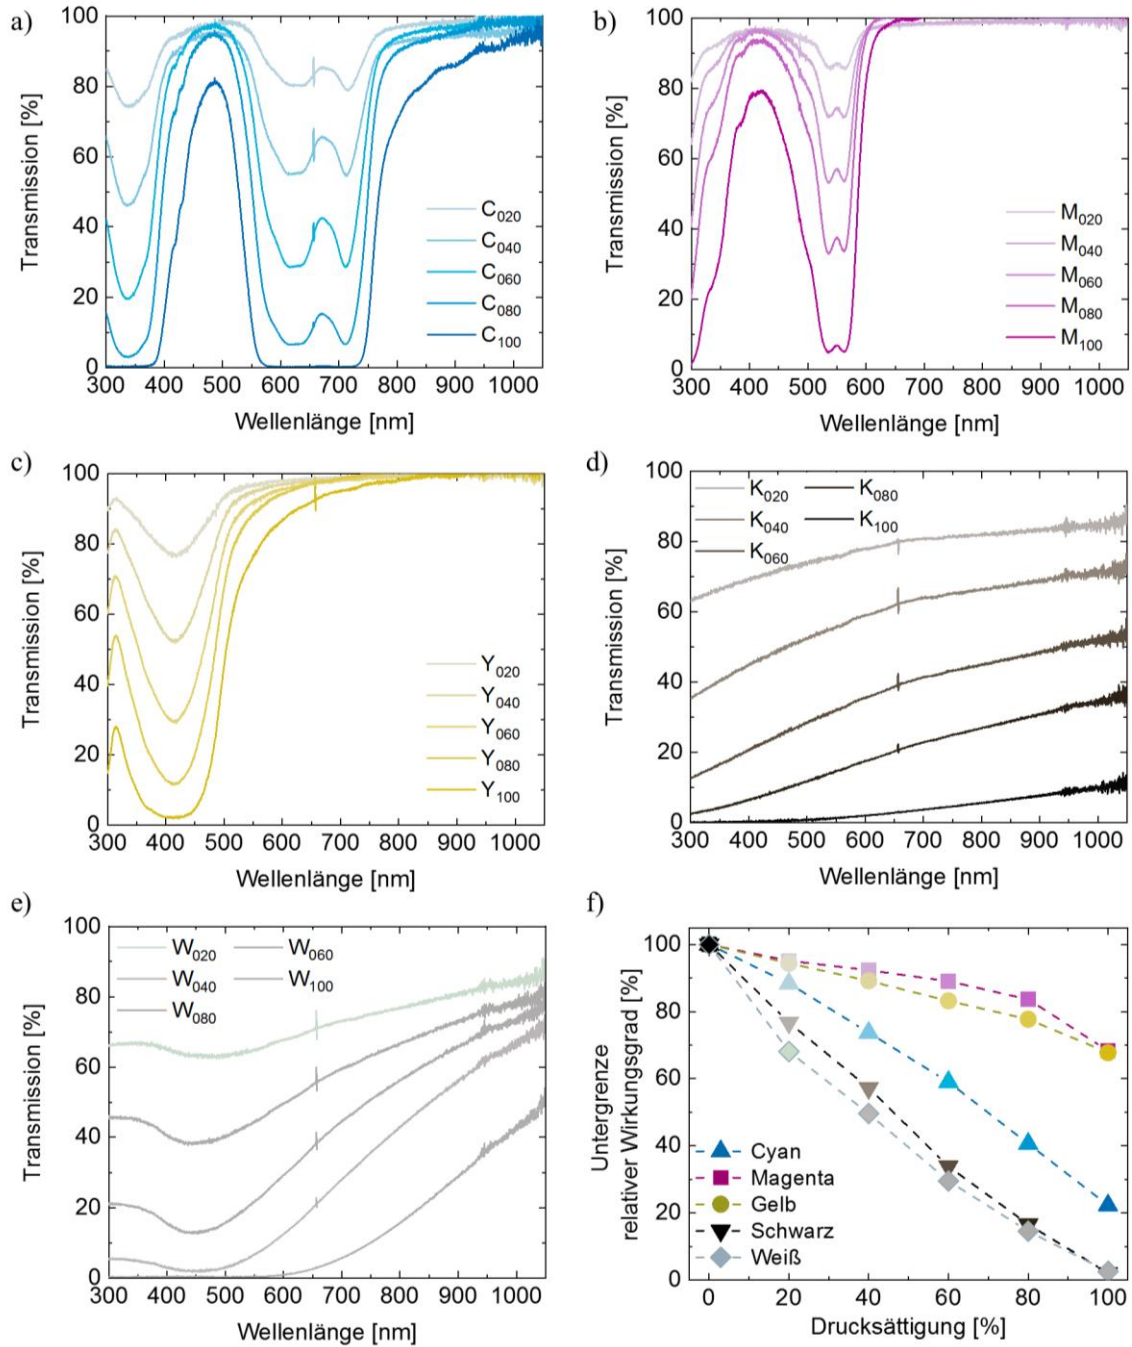 a)
Transmission [%]
100
80
60
40
20
0
C020
C040
C060
C080
C100
300 400 500 600 700 800 900 1000
Wellenlänge [nm]
b)
Transmission [%]
100
80
60
40
20
0
M020
M040
M060
M080
M100
300 400 500 600 700 800 900 1000
Wellenlänge [nm]
c)
Transmission [%]
100
80
60
40
20
0
Y020
Y040
Y060
Y080
Y100
300 400 500 600 700 800 900 1000
Wellenlänge [nm]
d)
Transmission [%]
100
80
60
40
20
0
K020 K080
K040 K100
K060
300 400 500 600 700 800 900 1000
Wellenlänge [nm]
e)
Transmission [%]
100
80
60
40
20
0
W020 W060
W040 W100
W080
300 400 500 600 700 800 900 1000
Wellenlänge [nm]
f)
Untergrenze
relativer Wirkungsgrad [%]
100
80
60
40
20
0
Cyan
Magenta
Gelb
Schwarz
Weiß
0 20 40 60 80 100
Drucksättigung [%]